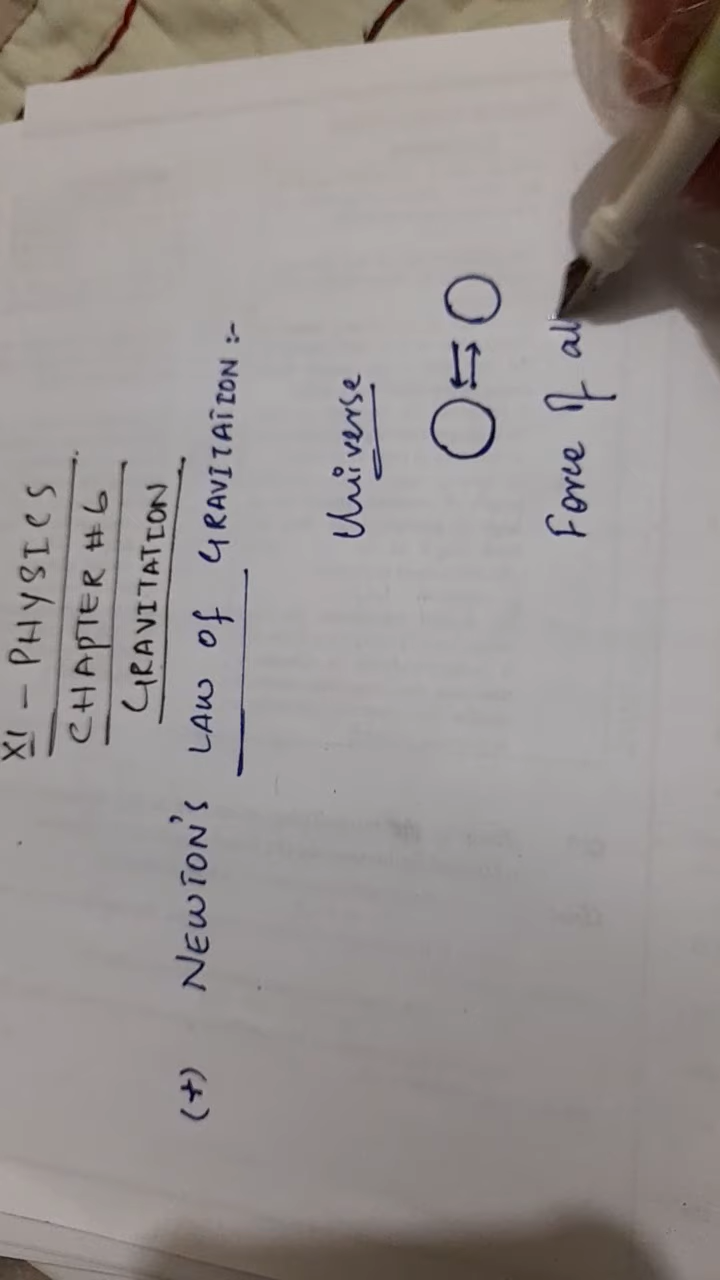 XI - PHYSICS
CHAPTER # 6
GRAVITATION
(+) NEWTON'S LAW OF GRAVITATION :-
Universe
Force of